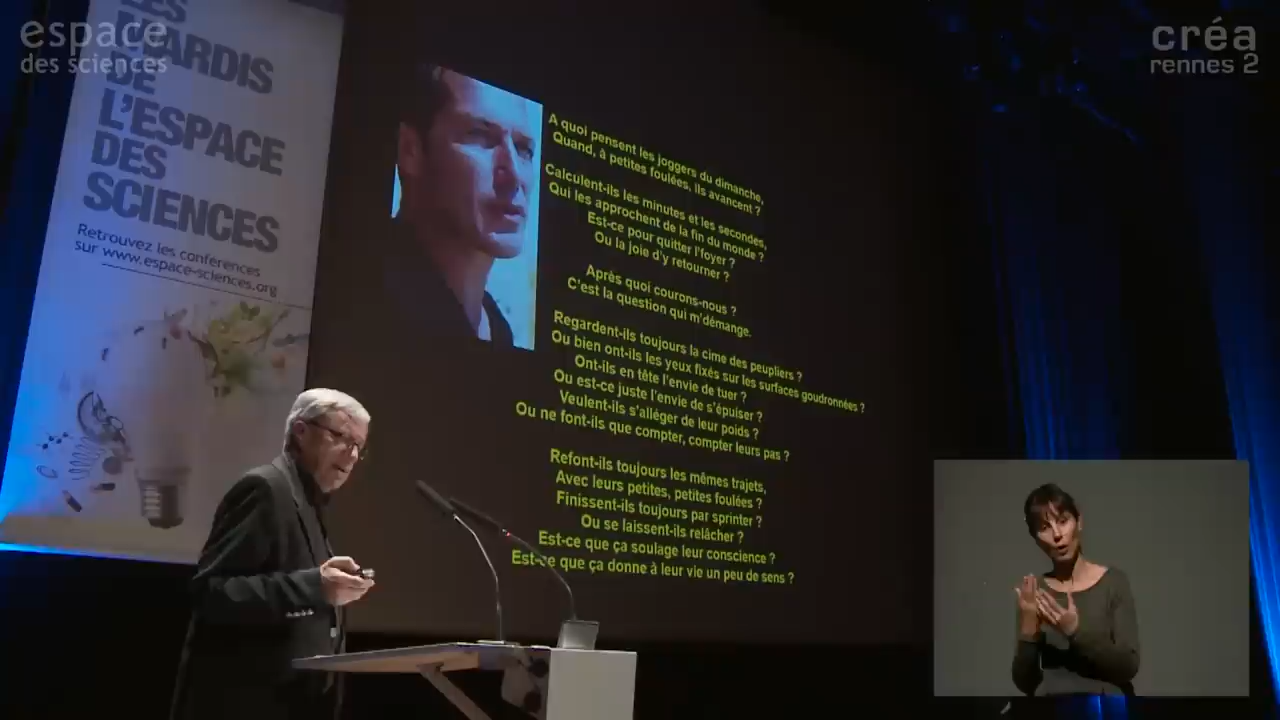 espace
des sciences
créa
rennes 2
MARDIS
DE
L'ESPACE
DES
SCIENCES
Retrouvez les conférences
sur www.espace-sciences.org
A quoi pensent les joggers du dimanche,
Quand, à petites foulées, ils avancent ?
Calculent-ils les minutes et les secondes,
Qui les approchent de la fin du monde ?
Est-ce pour quitter l'foyer ?
Ou la joie d'y retourner ?
Après quoi courons-nous ?
C'est la question qui m'démange.
Regardent-ils toujours la cime des peupliers ?
Ou bien ont-ils les yeux fixés sur les surfaces goudronnées ?
Ont-ils en tête l'envie de tuer ?
Ou est-ce juste l'envie de s'épuiser ?
Veulent-ils s'alléger de leur poids ?
Ou ne font-ils que compter, compter leurs pas ?
Refont-ils toujours les mêmes trajets,
Avec leurs petites, petites foulées ?
Finissent-ils toujours par sprinter ?
Ou se laissent-ils relâcher ?
Est-ce que ça soulage leur conscience ?
Est-ce que ça donne à leur vie un peu de sens ?